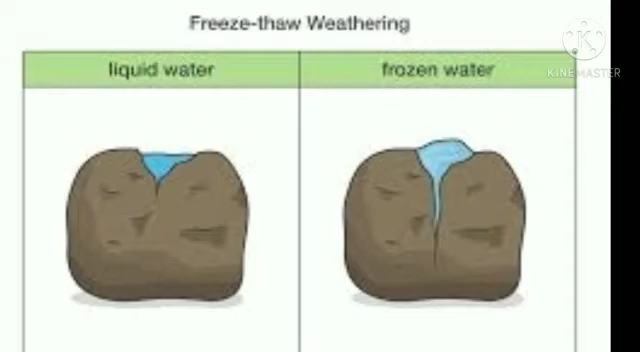 Freeze-thaw Weathering
liquid water
frozen water
KINEMASTER